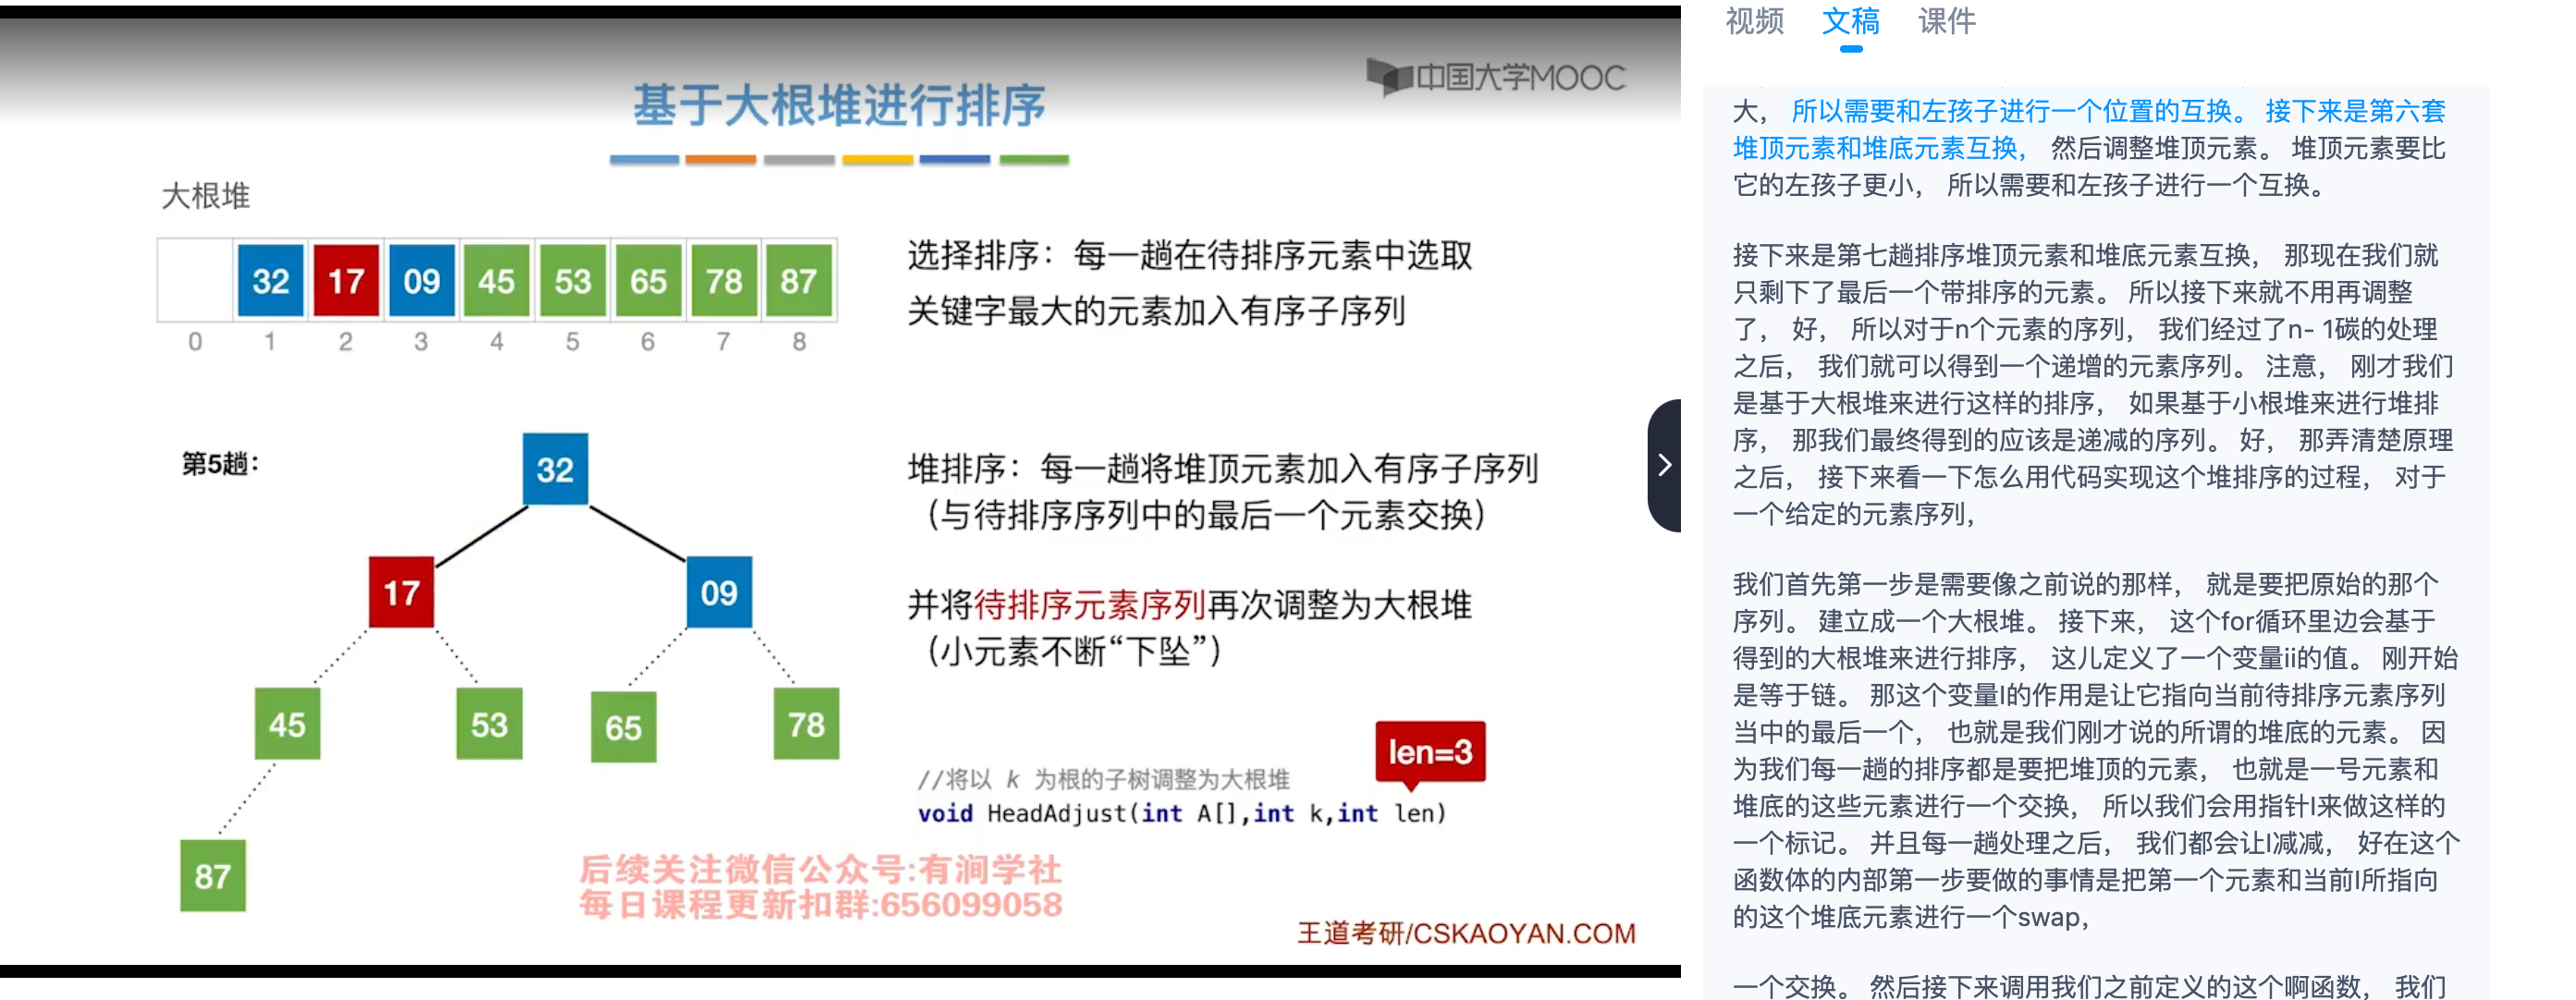 中国大学MOOC
基于大根堆进行排序
大根堆
32 17 09 45 53 65 78 87
0 1 2 3 4 5 6 7 8
选择排序：每一趟在待排序元素中选取
关键字最大的元素加入有序子序列
第5趟：
32
17 09
45 53 65 78
87
堆排序：每一趟将堆顶元素加入有序子序列
（与待排序序列中的最后一个元素交换）
并将待排序元素序列再次调整为大根堆
（小元素不断“下坠”）
len=3
//将以 k 为根的子树调整为大根堆
void HeadAdjust(int A[],int k,int len)
后续关注微信公众号:有涧学社
每日课程更新扣群:656099058
王道考研/CSKAOYAN.COM
视频 文稿 课件
大， 所以需要和左孩子进行一个位置的互换。 接下来是第六套
堆顶元素和堆底元素互换， 然后调整堆顶元素。 堆顶元素要比
它的左孩子更小， 所以需要和左孩子进行一个互换。
接下来是第七趟排序堆顶元素和堆底元素互换， 那现在我们就
只剩下了最后一个带排序的元素。 所以接下来就不用再调整
了， 好， 所以对于n个元素的序列， 我们经过了n- 1碳的处理
之后， 我们就可以得到一个递增的元素序列。 注意， 刚才我们
是基于大根堆来进行这样的排序， 如果基于小根堆来进行堆排
序， 那我们最终得到的应该是递减的序列。 好， 那弄清楚原理
之后， 接下来看一下怎么用代码实现这个堆排序的过程， 对于
一个给定的元素序列，
我们首先第一步是需要像之前说的那样， 就是要把原始的那个
序列。 建立成一个大根堆。 接下来， 这个for循环里边会基于
得到的大根堆来进行排序， 这儿定义了一个变量ii的值。 刚开始
是等于链。 那这个变量I的作用是让它指向当前待排序元素序列
当中的最后一个， 也就是我们刚才说的所谓的堆底的元素。 因
为我们每一趟的排序都是要把堆顶的元素， 也就是一号元素和
堆底的这些元素进行一个交换， 所以我们会用指针I来做这样的
一个标记。 并且每一趟处理之后， 我们都会让I减减， 好在这个
函数体的内部第一步要做的事情是把第一个元素和当前I所指向
的这个堆底元素进行一个swap，
一个交换。 然后接下来调用我们之前定义的这个啊函数， 我们